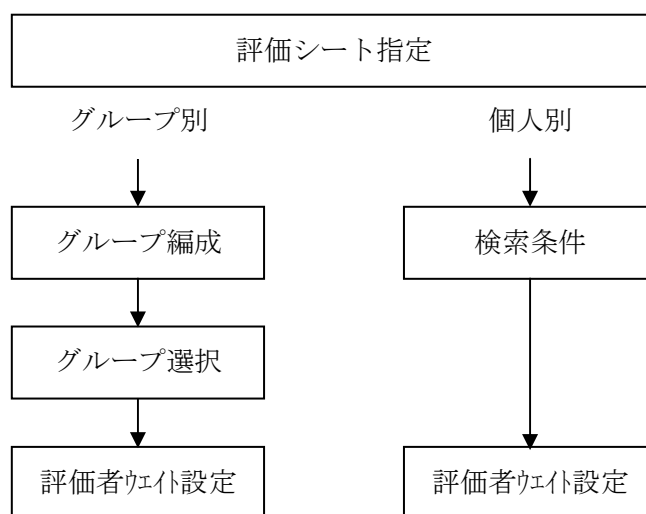 評価シート指定
グループ別
個人別
グループ編成
検索条件
グループ選択
評価者ｳｴｲﾄ設定
評価者ｳｴｲﾄ設定